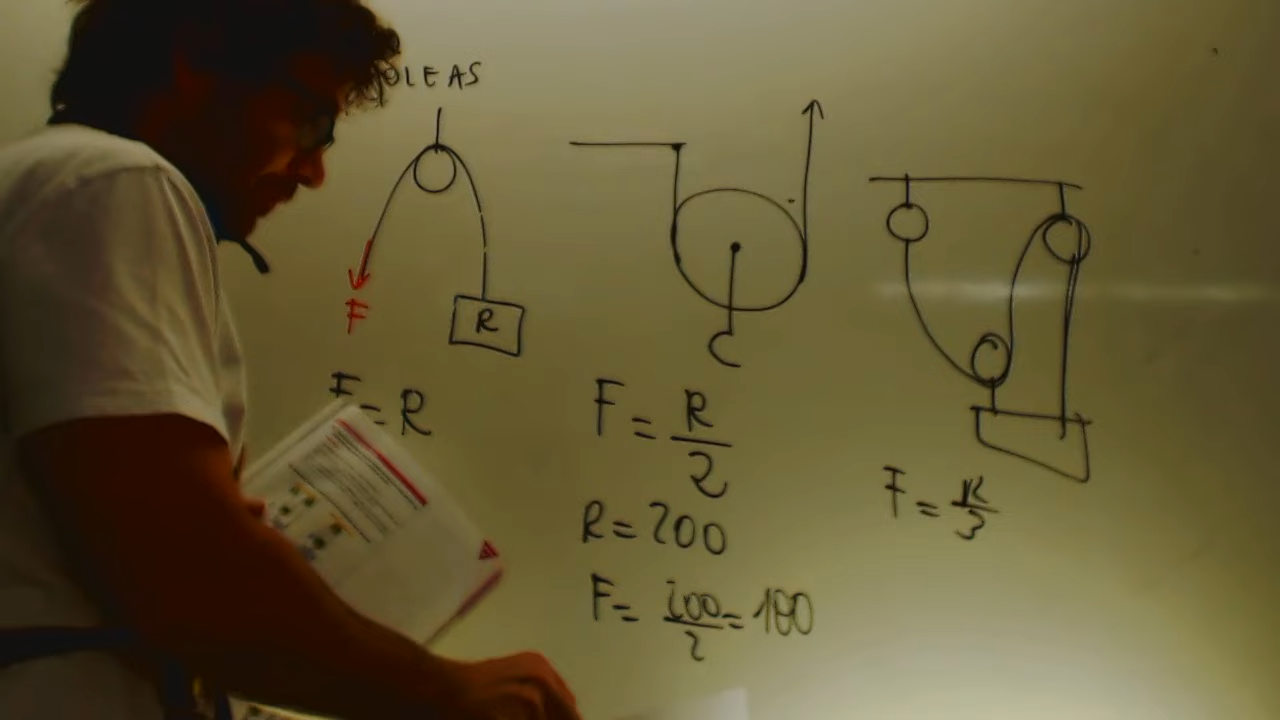 OLEAS
F
R
F = R
C
F = R/2
R = 200
F = 200/2 = 100
F = R/3